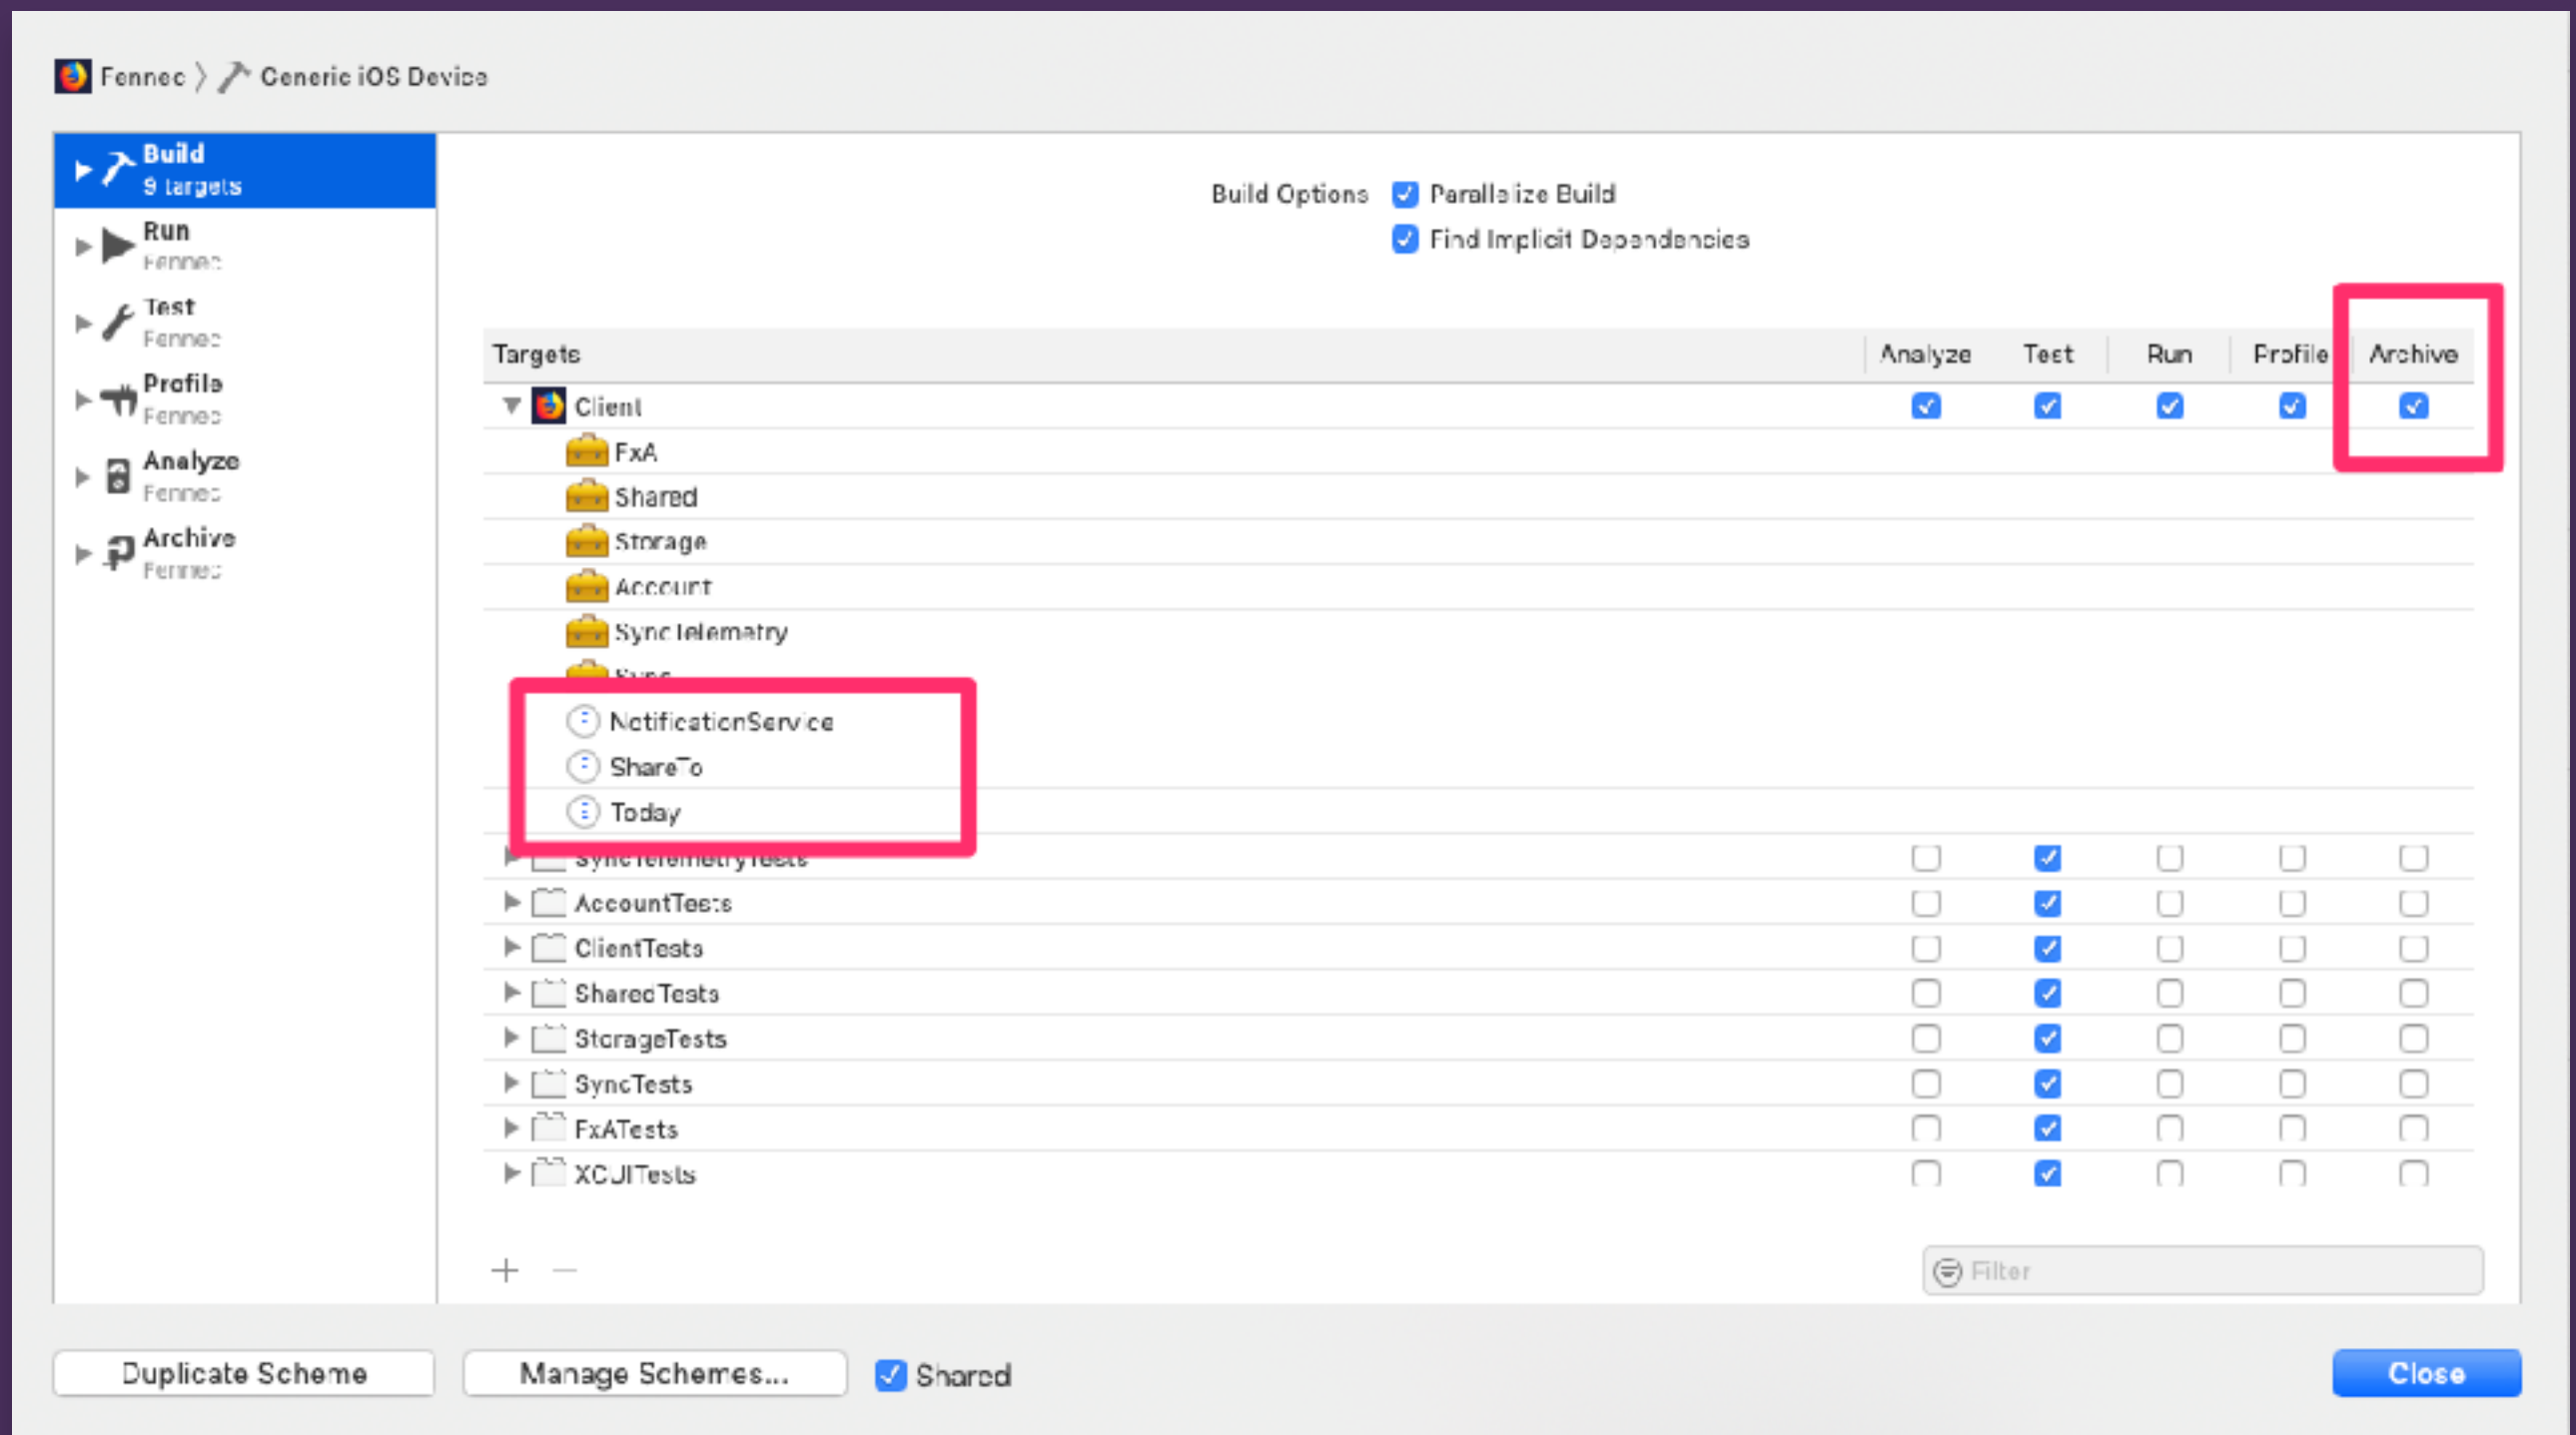 Fennec 〉 Generic iOS Device
Build
9 targets
Run
Fennec
Test
Fennec
Profile
Fennec
Analyze
Fennec
Archive
Fennec
Build Options Parallelize Build
Find Implicit Dependencies
Targets Analyze Test Run Profile Archive
Client
FxA
Shared
Storage
Account
SyncTelemetry
Sync
NotificationService
ShareTo
Today
SyncTelemetryTests
AccountTests
ClientTests
SharedTests
StorageTests
SyncTests
FxATests
XCUITests
+ −
Filter
Duplicate Scheme Manage Schemes... Shared Close